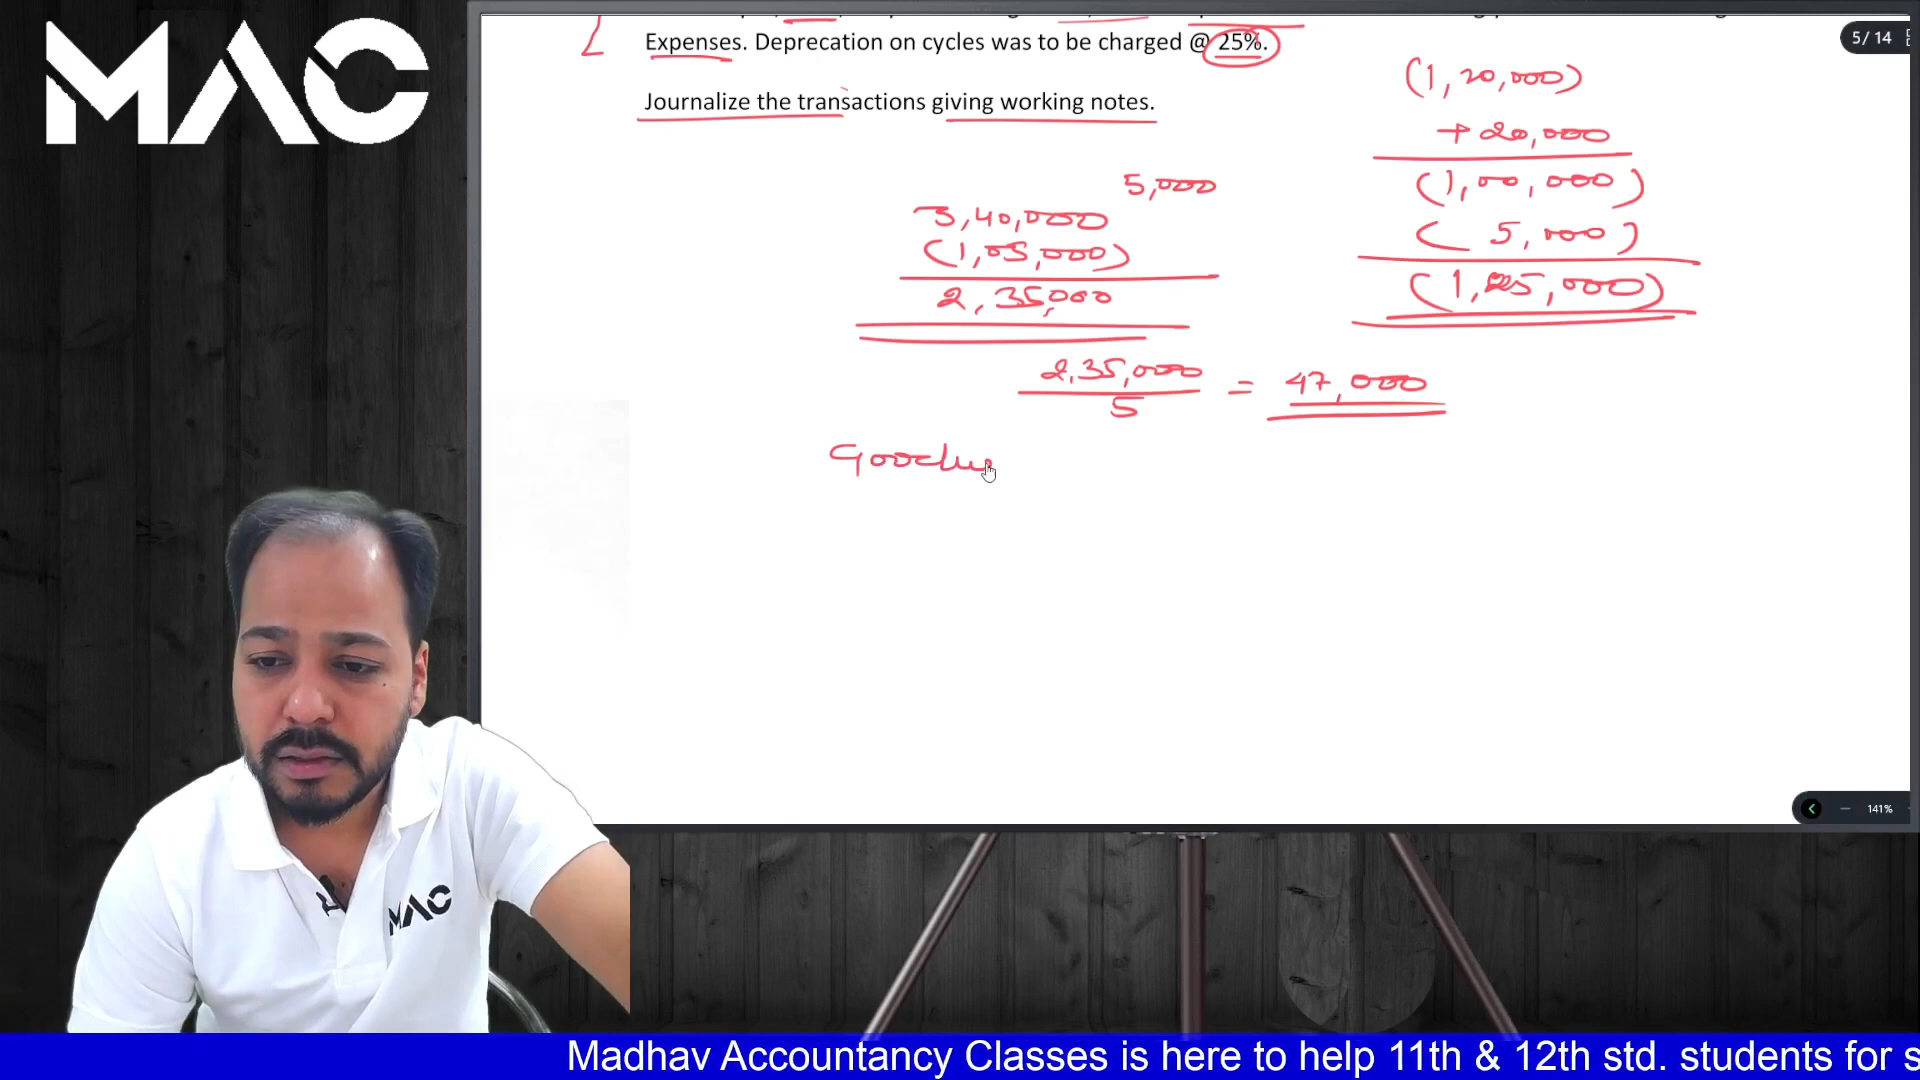 MAC
Expenses. Deprecation on cycles was to be charged @ 25%.
Journalize the transactions giving working notes.
5/ 14
(1,20,000)
+ 20,000
(1,00,000)
( 5,000)
(1,25,000)
5,000
3,40,000
(1,05,000)
2,35,000
2,35,000
5
= 47,000
MAC
141%
Madhav Accountancy Classes is here to help 11th & 12th std. students for s